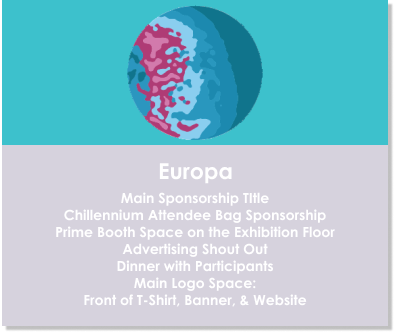 Europa
Main Sponsorship TItle
Chillennium Attendee Bag Sponsorship
Prime Booth Space on the Exhibition Floor
Advertising Shout Out
Dinner with Participants
Main Logo Space:
Front of T-Shirt, Banner, & Website